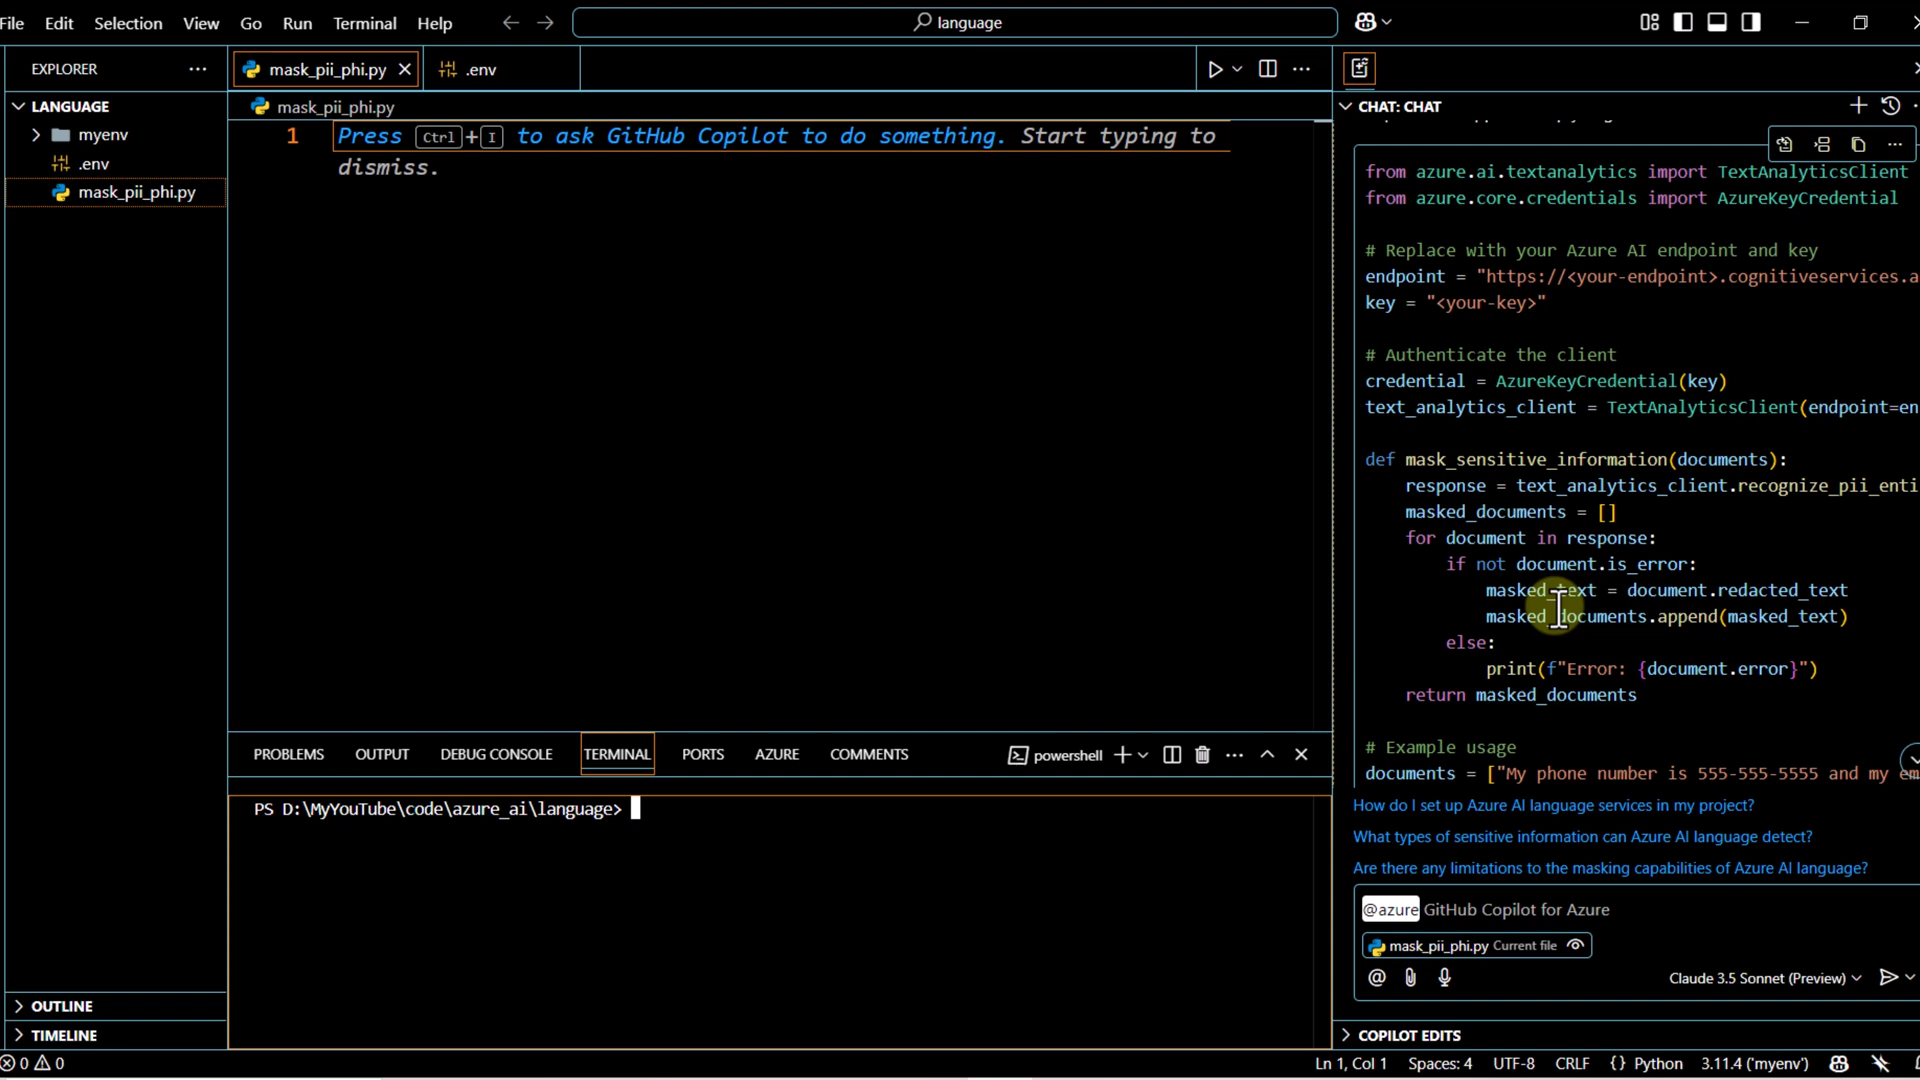 File Edit Selection View Go Run Terminal Help
language
EXPLORER
mask_pii_phi.py
.env
LANGUAGE
myenv
.env
mask_pii_phi.py
mask_pii_phi.py
1
Press Ctrl+I to ask GitHub Copilot to do something. Start typing to
dismiss.
CHAT: CHAT
from azure.ai.textanalytics import TextAnalyticsClient
from azure.core.credentials import AzureKeyCredential
# Replace with your Azure AI endpoint and key
endpoint = "https://<your-endpoint>.cognitiveservices.a
key = "<your-key>"
# Authenticate the client
credential = AzureKeyCredential(key)
text_analytics_client = TextAnalyticsClient(endpoint=en
def mask_sensitive_information(documents):
response = text_analytics_client.recognize_pii_enti
masked_documents = []
for document in response:
if not document.is_error:
masked_text = document.redacted_text
masked_documents.append(masked_text)
else:
print(f"Error: {document.error}")
return masked_documents
# Example usage
documents = ["My phone number is 555-555-5555 and my em
How do I set up Azure AI language services in my project?
What types of sensitive information can Azure AI language detect?
Are there any limitations to the masking capabilities of Azure AI language?
@azure GitHub Copilot for Azure
mask_pii_phi.py Current file
Claude 3.5 Sonnet (Preview)
COPILOT EDITS
PROBLEMS OUTPUT DEBUG CONSOLE TERMINAL PORTS AZURE COMMENTS
powershell
PS D:\MyYouTube\code\azure_ai\language>
OUTLINE
TIMELINE
0 0
Ln 1, Col 1 Spaces: 4 UTF-8 CRLF {} Python 3.11.4 ('myenv')